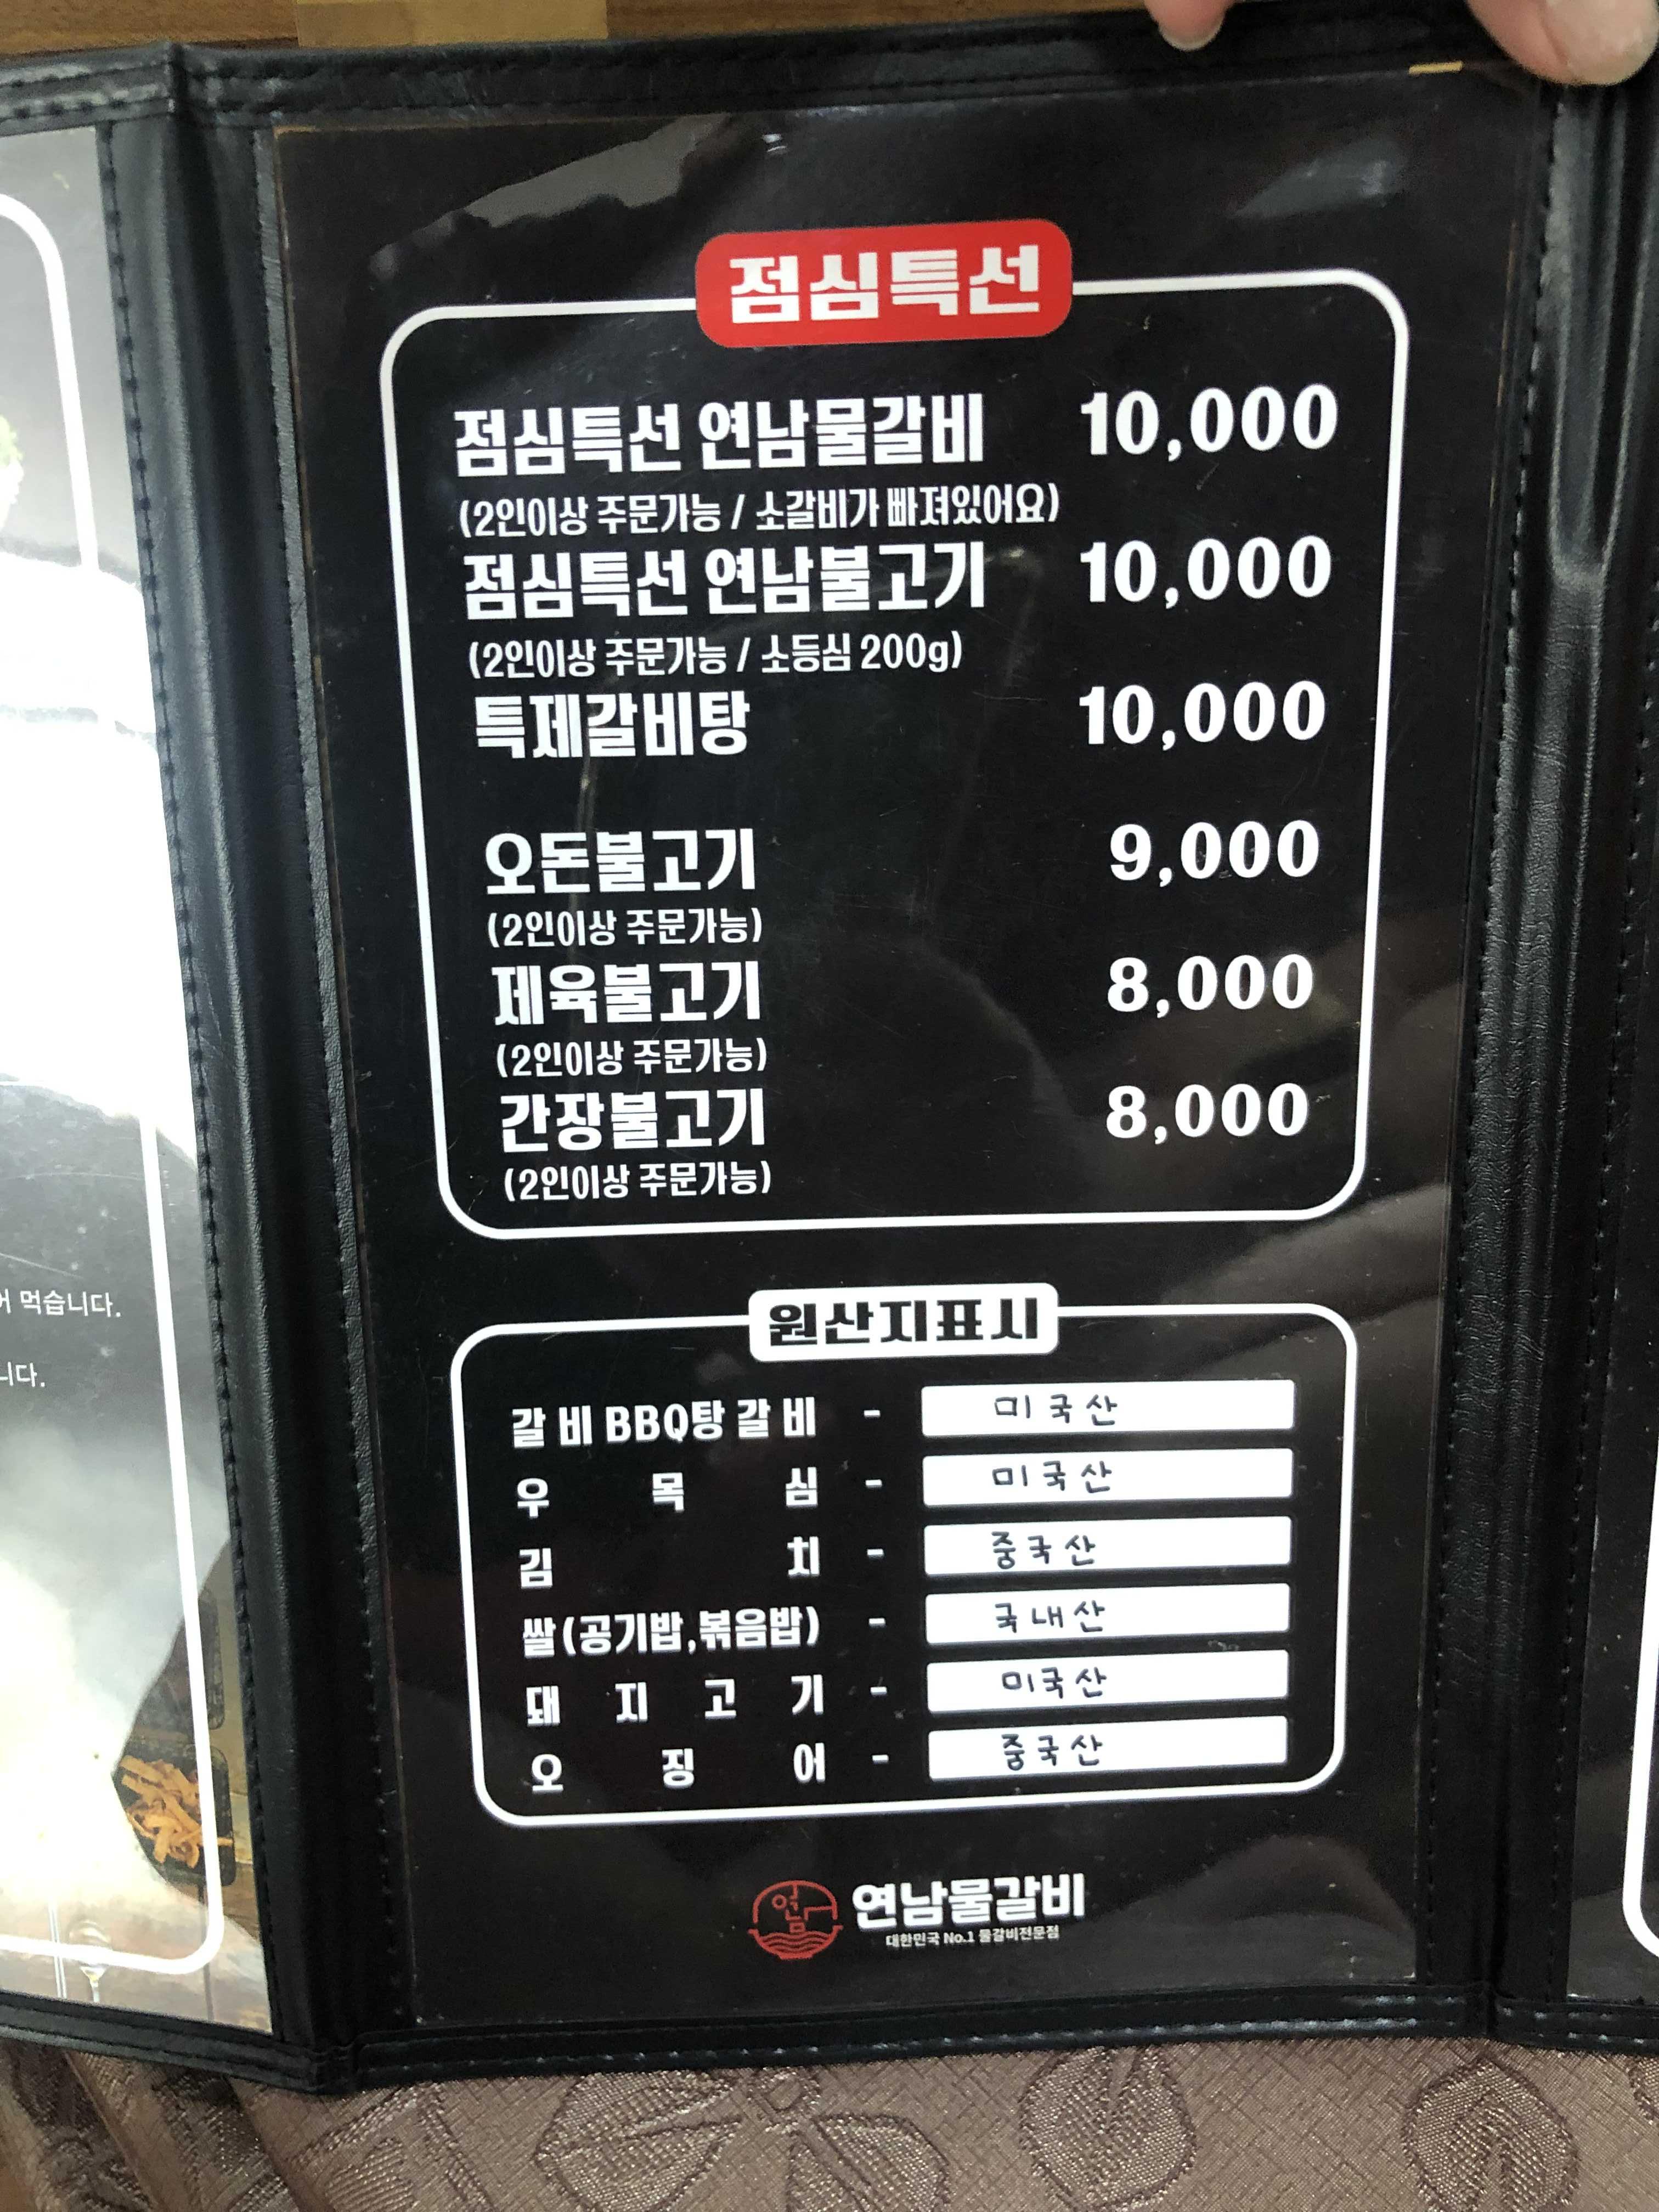 점심특선
점심특선 연남물갈비 10,000
(2인이상 주문가능 / 소갈비가 빠져있어요)
점심특선 연남불고기 10,000
(2인이상 주문가능 / 소등심 200g)
특제갈비탕 10,000
오돈불고기 9,000
(2인이상 주문가능)
제육불고기 8,000
(2인이상 주문가능)
간장불고기 8,000
(2인이상 주문가능)
먹습니다.
니다.
원산지표시
갈비 BBQ탕 갈비 - 미국산
우목심 - 미국산
김치 - 중국산
쌀(공기밥,볶음밥) - 국내산
돼지고기 - 미국산
오징어 - 중국산
연남
연남물갈비
대한민국 No.1 물갈비전문점